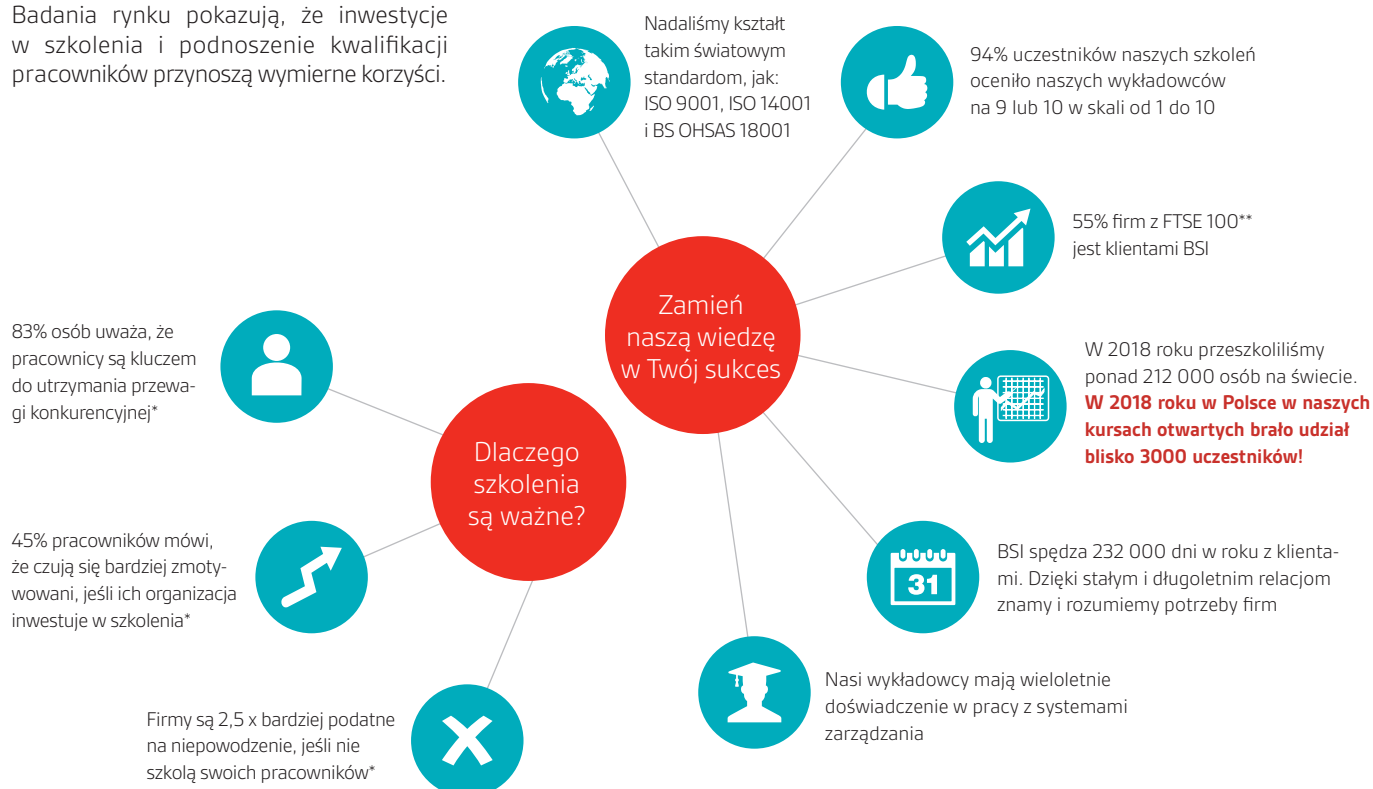 Badania rynku pokazują, że inwestycje
w szkolenia i podnoszenie kwalifikacji
pracowników przynoszą wymierne korzyści.
Nadaliśmy kształt
takim światowym
standardom, jak:
ISO 9001, ISO 14001
i BS OHSAS 18001
94% uczestników naszych szkoleń
oceniło naszych wykładowców
na 9 lub 10 w skali od 1 do 10
55% firm z FTSE 100**
jest klientami BSI
Zamień
naszą wiedzę
w Twój sukces
W 2018 roku przeszkoliliśmy
ponad 212 000 osób na świecie.
W 2018 roku w Polsce w naszych
kursach otwartych brało udział
blisko 3000 uczestników!
31
BSI spędza 232 000 dni w roku z klienta-
mi. Dzięki stałym i długoletnim relacjom
znamy i rozumiemy potrzeby firm
Nasi wykładowcy mają wieloletnie
doświadczenie w pracy z systemami
zarządzania
83% osób uważa, że
pracownicy są kluczem
do utrzymania przewa-
gi konkurencyjnej*
Dlaczego
szkolenia
są ważne?
45% pracowników mówi,
że czują się bardziej zmoty-
wowani, jeśli ich organizacja
inwestuje w szkolenia*
Firmy są 2,5 x bardziej podatne
na niepowodzenie, jeśli nie
szkolą swoich pracowników*